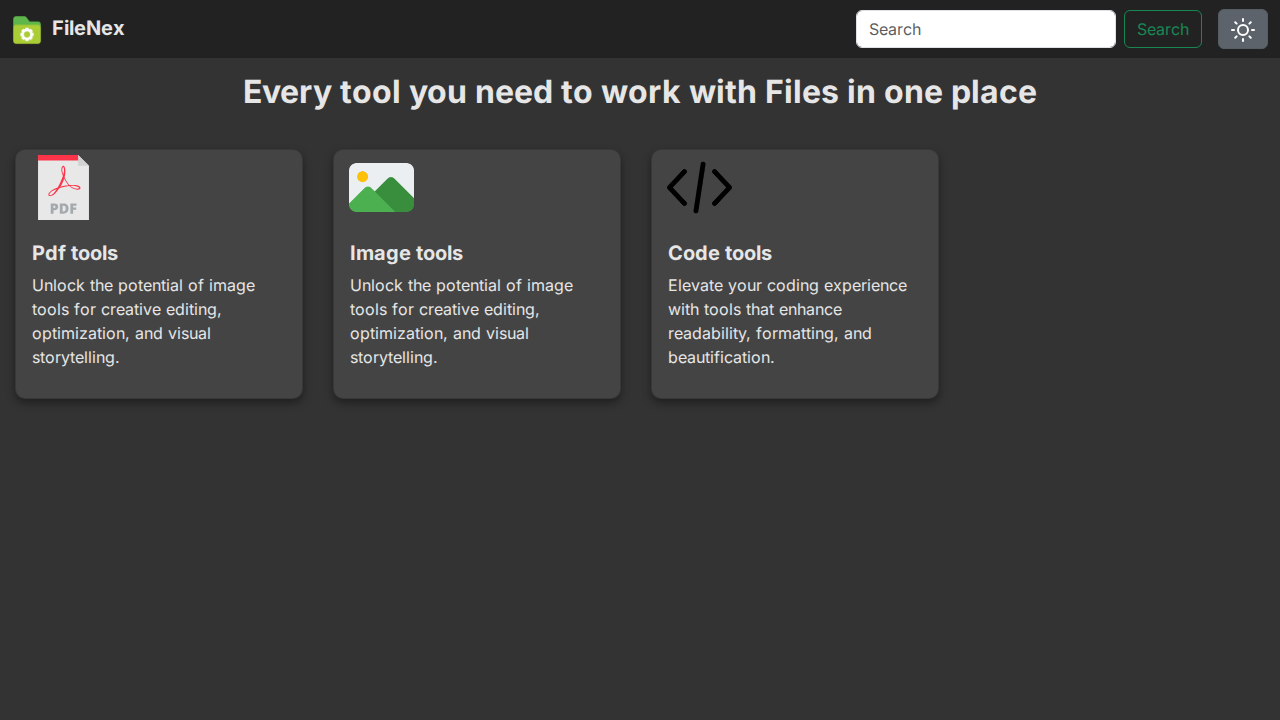 FileNex
Search
Search
Every tool you need to work with Files in one place
PDF
Pdf tools
Unlock the potential of image
tools for creative editing,
optimization, and visual
storytelling.
Image tools
Unlock the potential of image
tools for creative editing,
optimization, and visual
storytelling.
Code tools
Elevate your coding experience
with tools that enhance
readability, formatting, and
beautification.